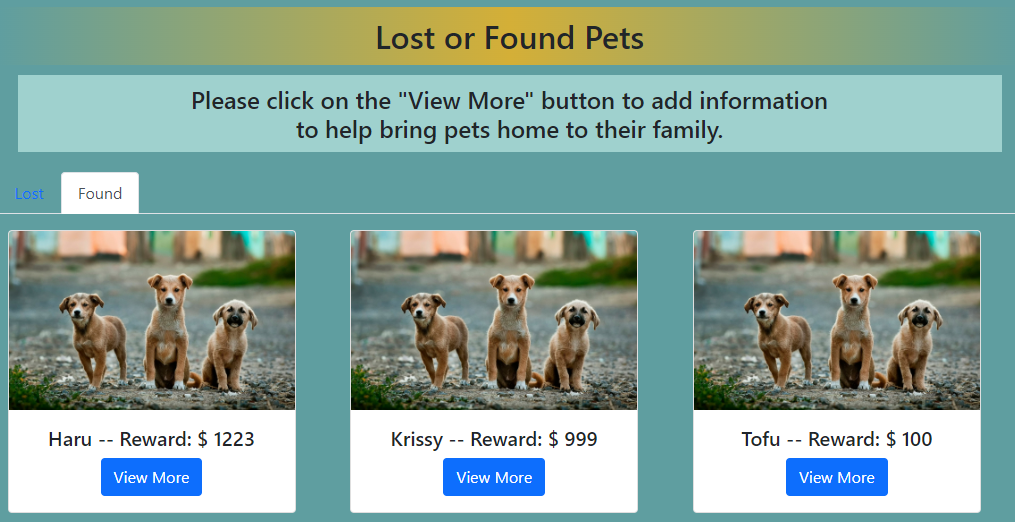 Lost or Found Pets
Please click on the "View More" button to add information
to help bring pets home to their family.
Lost
Found
Haru -- Reward: $ 1223
View More
Krissy -- Reward: $ 999
View More
Tofu -- Reward: $ 100
View More